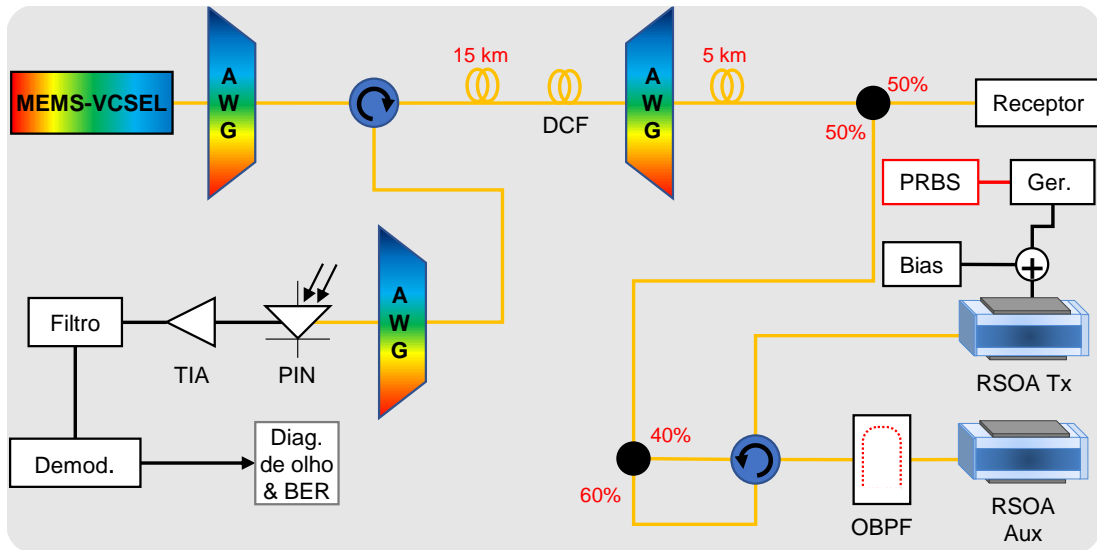 MEMS-VCSEL
A
W
G
15 km
DCF
A
W
G
5 km
50%
50%
Receptor
PRBS
Ger.
Bias
+
RSOA Tx
Filtro
TIA
PIN
A
W
G
Demod.
Diag.
de olho
& BER
40%
60%
OBPF
RSOA
Aux